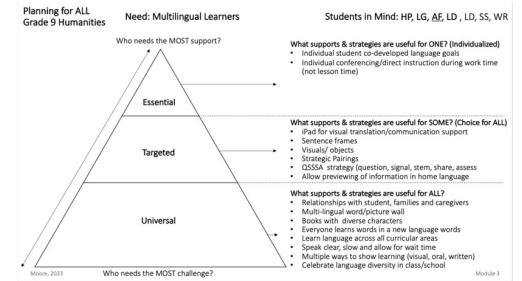 Planning for ALL
Grade 9 Humanities
Need: Multilingual Learners
Students in Mind: HP, LG, AF, LD , LD, SS, WR
Who needs the MOST support?
Essential
Targeted
Universal
Who needs the MOST challenge?
What supports & strategies are useful for ONE? (Individualized)
• Individual student co-developed language goals
• Individual conferencing/direct instruction during work time
(not lesson time)
What supports & strategies are useful for SOME? (Choice for ALL)
• iPad for visual translation/communication support
• Sentence frames
• Visuals/ objects
• Strategic Pairings
• QSSSA strategy (question, signal, stem, share, assess
• Allow previewing of information in home language
What supports & strategies are useful for ALL?
• Relationships with student, families and caregivers
• Multi-lingual word/picture wall
• Books with diverse characters
• Everyone learns words in a new language words
• Learn language across all curricular areas
• Speak clear, slow and allow for wait time
• Multiple ways to show learning (visual, oral, written)
• Celebrate language diversity in class/school
Moore, 2023
Module 3